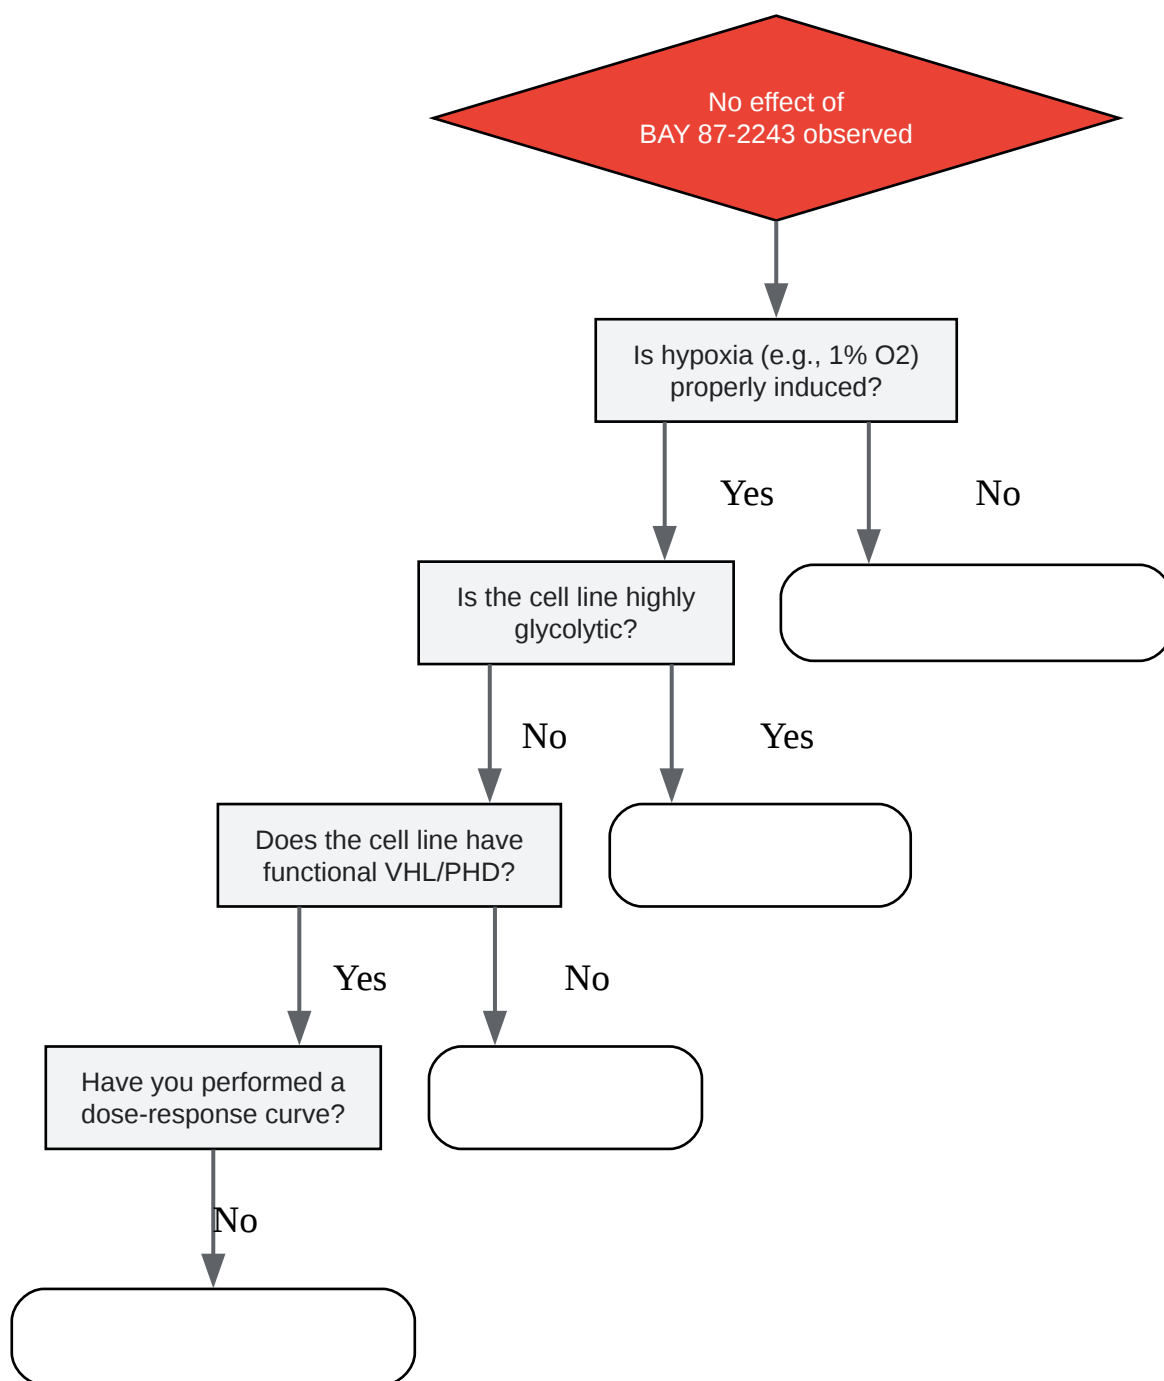 No effect of
BAY 87-2243 observed
Is hypoxia (e.g., 1% O2)
properly induced?
Yes
No
Is the cell line highly
glycolytic?
No
Yes
Does the cell line have
functional VHL/PHD?
Yes
No
Have you performed a
dose-response curve?
No